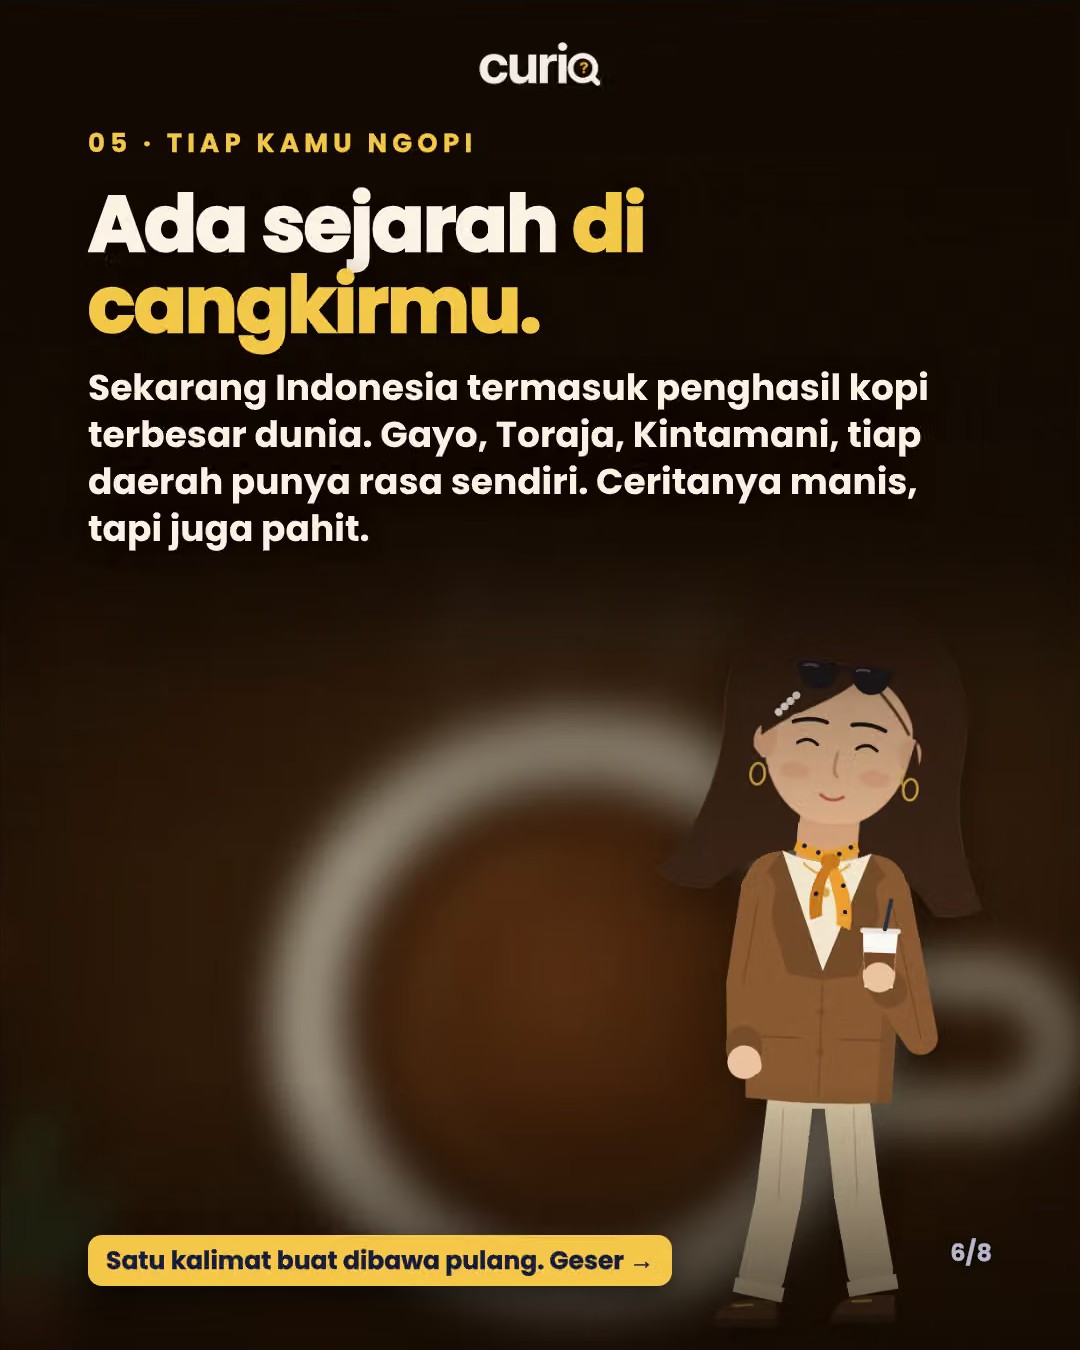 curio
05 · TIAP KAMU NGOPI
Ada sejarah di
cangkirmu.
Sekarang Indonesia termasuk penghasil kopi
terbesar dunia. Gayo, Toraja, Kintamani, tiap
daerah punya rasa sendiri. Ceritanya manis,
tapi juga pahit.
Satu kalimat buat dibawa pulang. Geser →
6/8